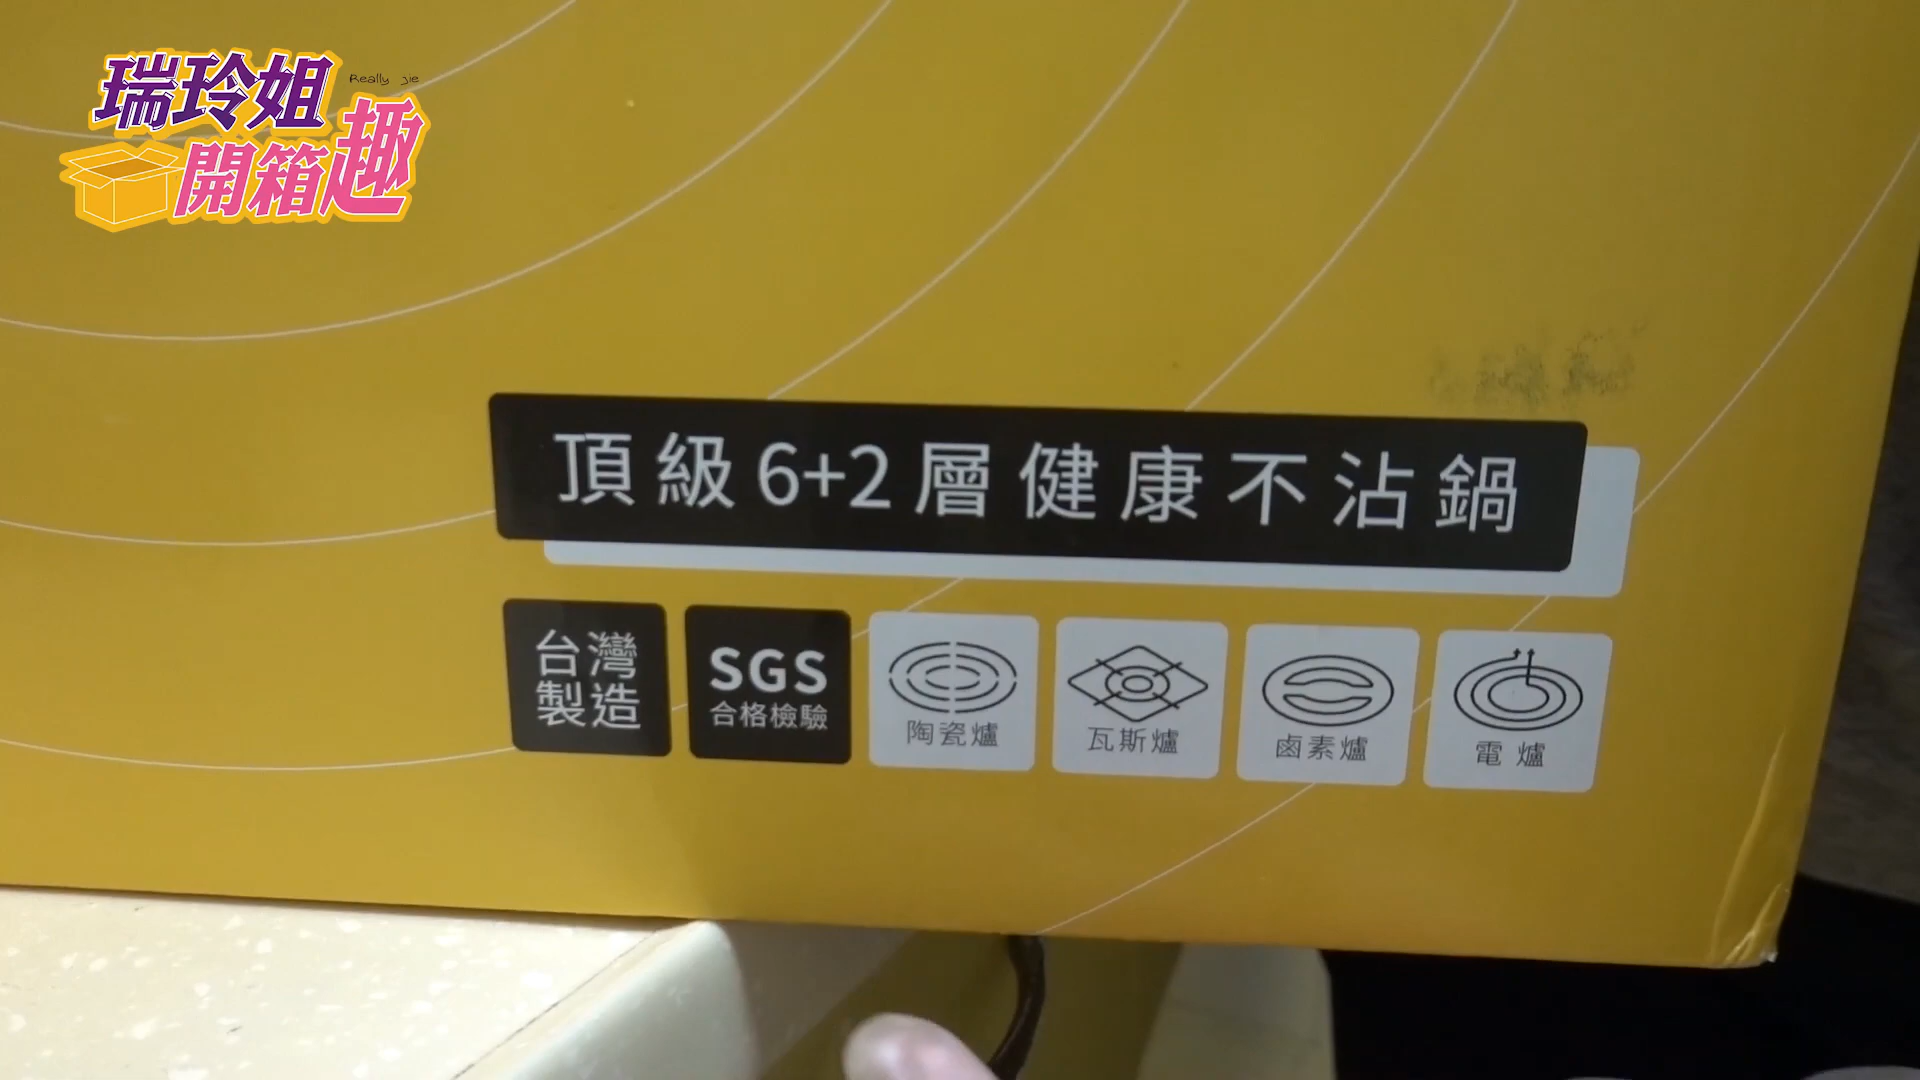 瑞玲姐
Really jie
開箱趣
頂級6+2層健康不沾鍋
台灣
製造
SGS
合格檢驗
陶瓷爐
瓦斯爐
鹵素爐
電爐